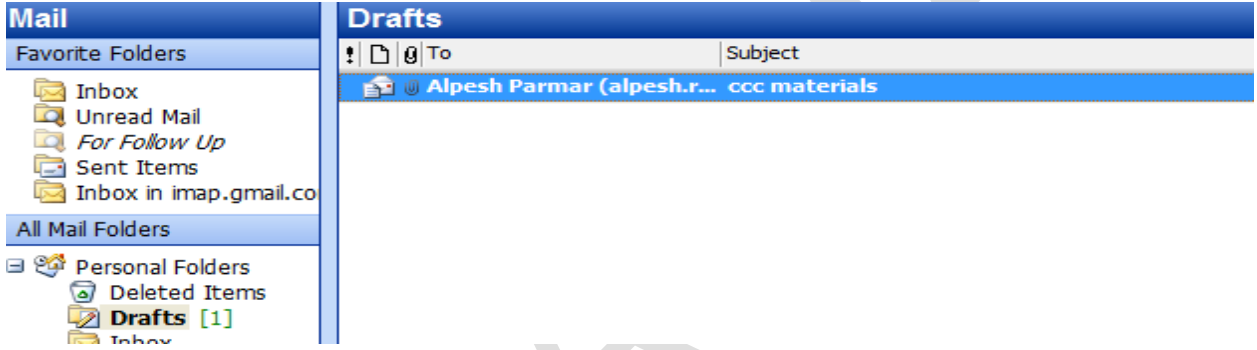 Mail
Favorite Folders
Inbox
Unread Mail
For Follow Up
Sent Items
Inbox in imap.gmail.co
All Mail Folders
Personal Folders
Deleted Items
Drafts [1]
Inbox
Drafts
To Subject
Alpesh Parmar (alpesh.r... ccc materials